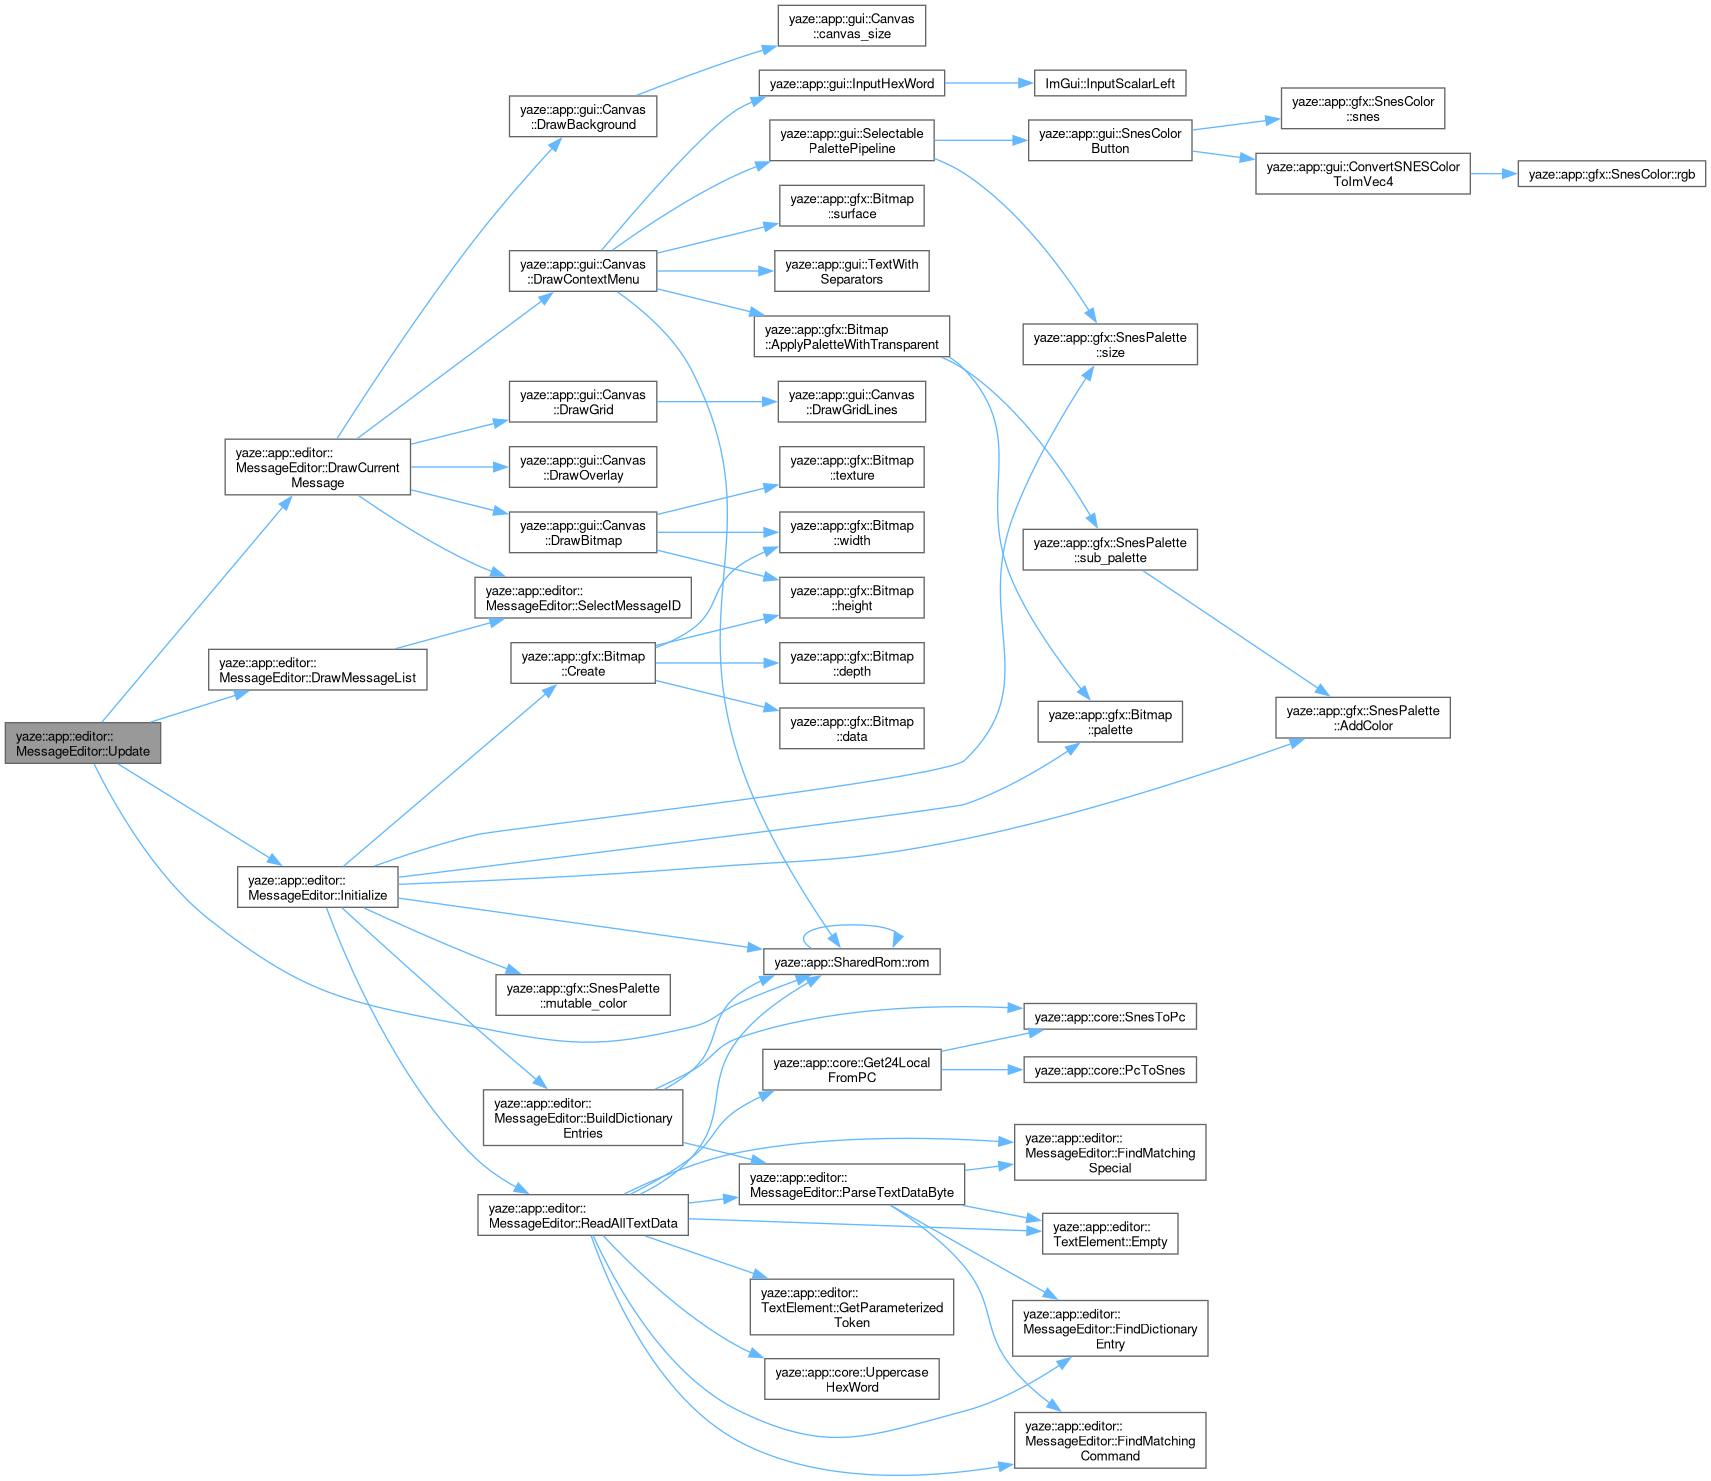 yaze::app::gui::Canvas
::canvas_size
yaze::app::gui::InputHexWord
ImGui::InputScalarLeft
yaze::app::gui::Canvas
::DrawBackground
yaze::app::gfx::SnesColor
::snes
yaze::app::gui::Selectable
PalettePipeline
yaze::app::gui::SnesColor
Button
yaze::app::gui::ConvertSNESColor
ToImVec4
yaze::app::gfx::SnesColor::rgb
yaze::app::gfx::Bitmap
::surface
yaze::app::gui::Canvas
::DrawContextMenu
yaze::app::gui::TextWith
Separators
yaze::app::gfx::Bitmap
::ApplyPaletteWithTransparent
yaze::app::gfx::SnesPalette
::size
yaze::app::gui::Canvas
::DrawGrid
yaze::app::gui::Canvas
::DrawGridLines
yaze::app::editor::
MessageEditor::DrawCurrent
Message
yaze::app::gui::Canvas
::DrawOverlay
yaze::app::gfx::Bitmap
::texture
yaze::app::gui::Canvas
::DrawBitmap
yaze::app::gfx::Bitmap
::width
yaze::app::gfx::SnesPalette
::sub_palette
yaze::app::editor::
MessageEditor::SelectMessageID
yaze::app::gfx::Bitmap
::height
yaze::app::editor::
MessageEditor::DrawMessageList
yaze::app::gfx::Bitmap
::Create
yaze::app::gfx::Bitmap
::depth
yaze::app::gfx::Bitmap
::data
yaze::app::gfx::Bitmap
::palette
yaze::app::gfx::SnesPalette
::AddColor
yaze::app::editor::
MessageEditor::Update
yaze::app::editor::
MessageEditor::Initialize
yaze::app::SharedRom::rom
yaze::app::gfx::SnesPalette
::mutable_color
yaze::app::core::SnesToPc
yaze::app::core::Get24Local
FromPC
yaze::app::core::PcToSnes
yaze::app::editor::
MessageEditor::BuildDictionary
Entries
yaze::app::editor::
MessageEditor::FindMatching
Special
yaze::app::editor::
MessageEditor::ParseTextDataByte
yaze::app::editor::
MessageEditor::ReadAllTextData
yaze::app::editor::
TextElement::Empty
yaze::app::editor::
TextElement::GetParameterized
Token
yaze::app::editor::
MessageEditor::FindDictionary
Entry
yaze::app::core::Uppercase
HexWord
yaze::app::editor::
MessageEditor::FindMatching
Command